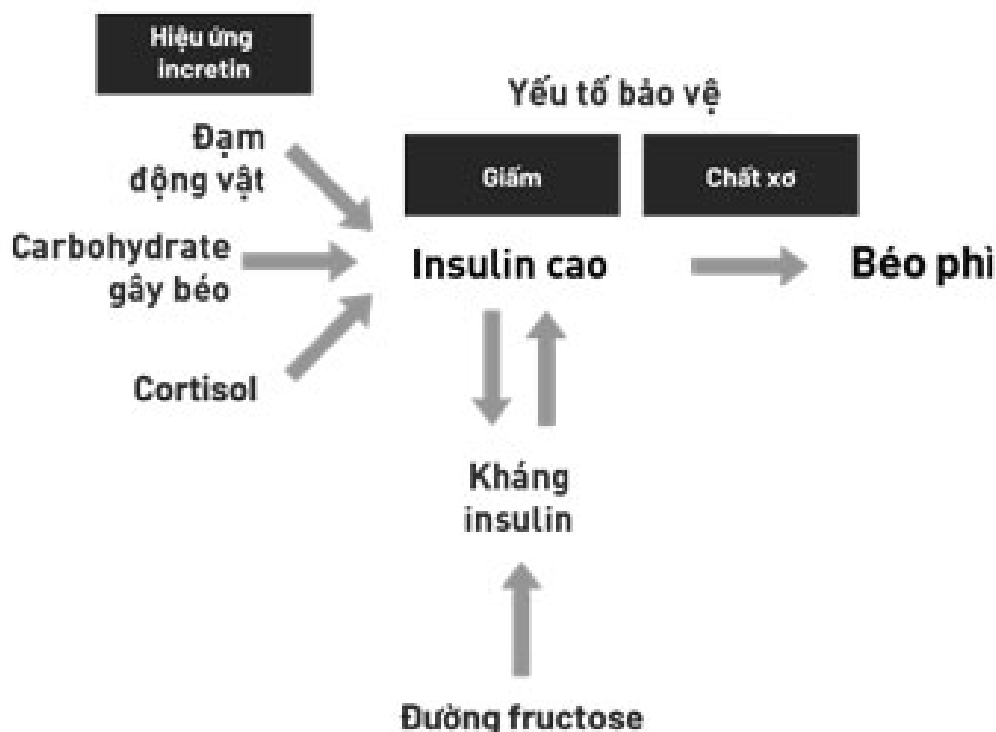 Hiệu ứng
incretin
Yếu tố bảo vệ
Đạm
động vật
Giấm
Chất xơ
Carbohydrate
gây béo
Insulin cao
Béo phì
Cortisol
Kháng
insulin
Đường fructose